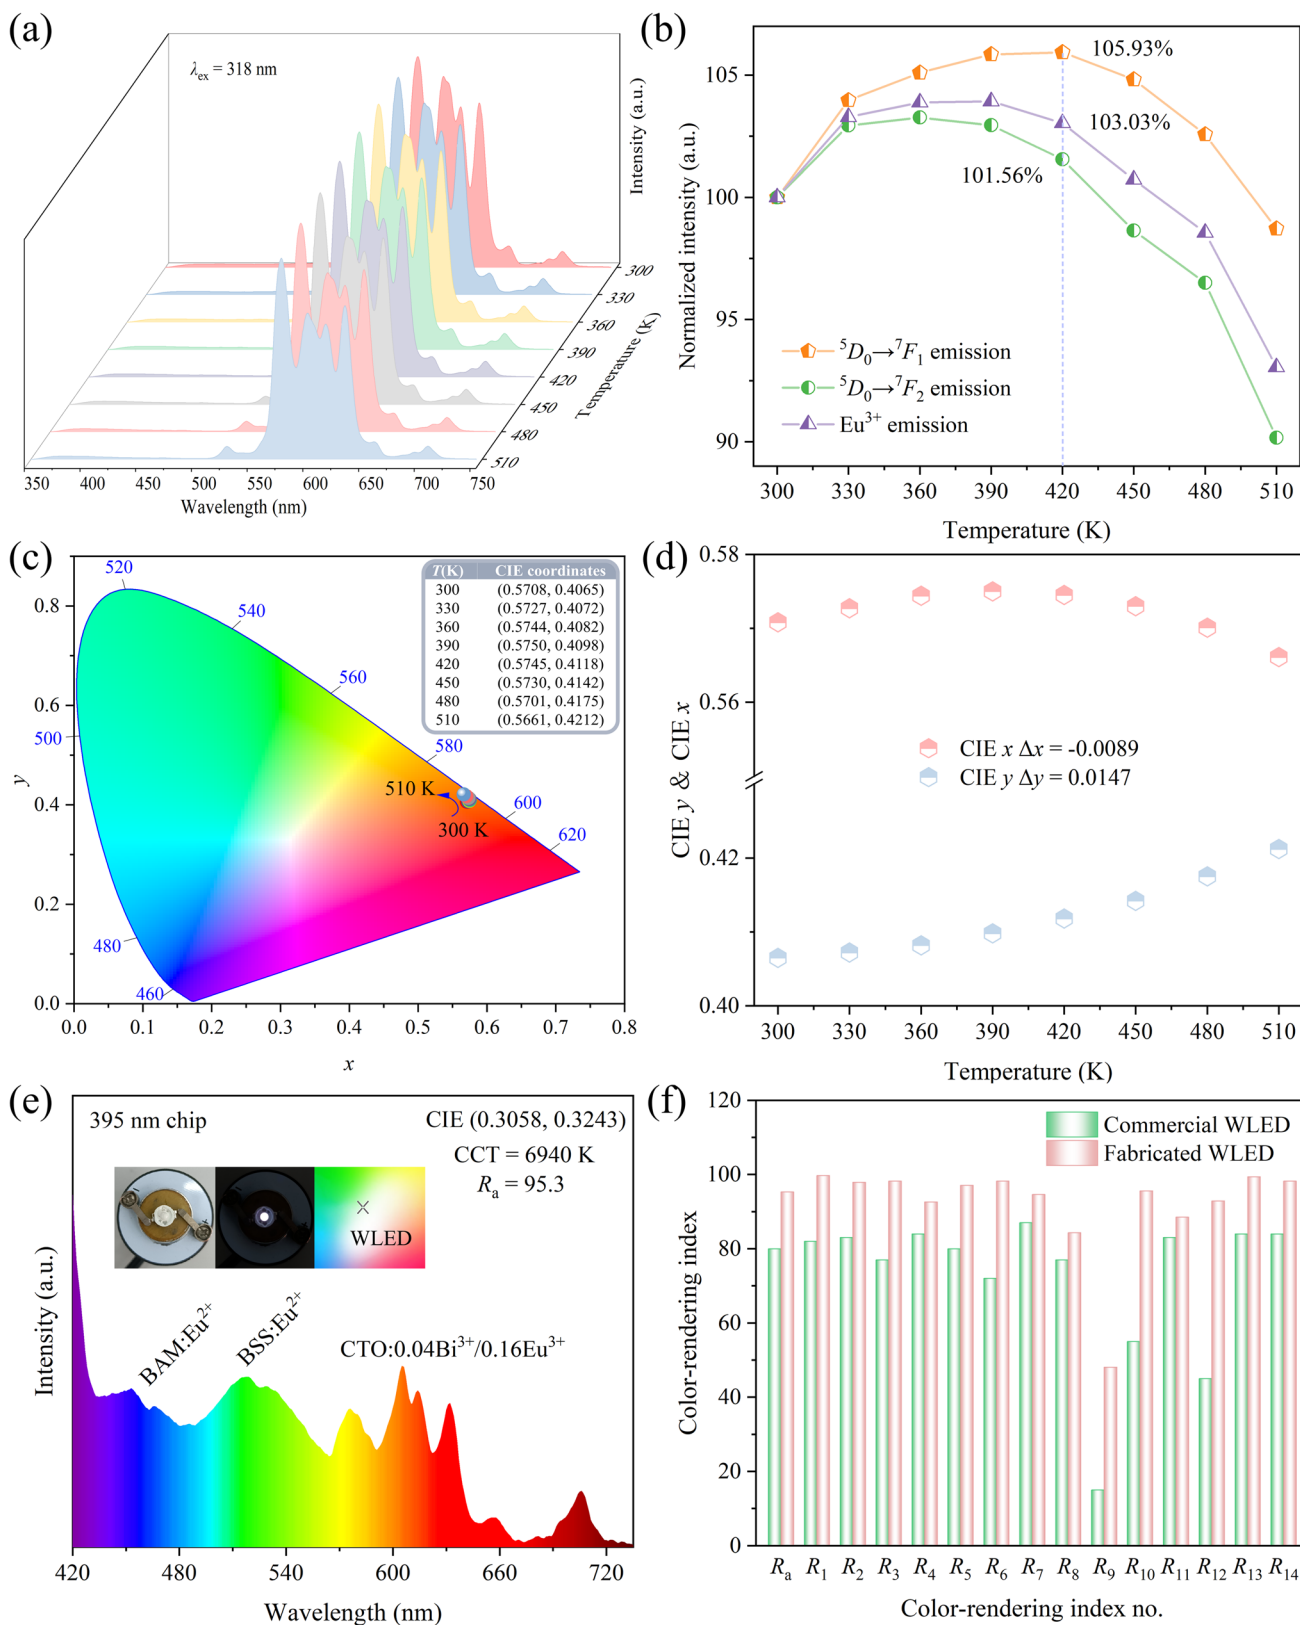 (a)
λex = 318 nm
Intensity (a.u.)
300
330
360
390
420
450
480
510
Temperature (K)
350 400 450 500 550 600 650 700 750
Wavelength (nm)
(b)
105.93%
103.03%
101.56%
105
100
95
90
Normalized intensity (a.u.)
⁵D₀→⁷F₁ emission
⁵D₀→⁷F₂ emission
Eu³⁺ emission
300 330 360 390 420 450 480 510
Temperature (K)
(c)
T(K) CIE coordinates
300 (0.5708, 0.4065)
330 (0.5727, 0.4072)
360 (0.5744, 0.4082)
390 (0.5750, 0.4098)
420 (0.5745, 0.4118)
450 (0.5730, 0.4142)
480 (0.5701, 0.4175)
510 (0.5661, 0.4212)
520
540
560
580
600
620
500
480
460
510 K
300 K
0.8
0.6
0.4
0.2
0.0
y
0.0 0.1 0.2 0.3 0.4 0.5 0.6 0.7 0.8
x
(d)
0.58
0.56
0.42
0.40
CIE y & CIE x
CIE x Δx = -0.0089
CIE y Δy = 0.0147
300 330 360 390 420 450 480 510
Temperature (K)
(e)
395 nm chip
CIE (0.3058, 0.3243)
CCT = 6940 K
Ra = 95.3
WLED
BAM:Eu²⁺
BSS:Eu²⁺
CTO:0.04Bi³⁺/0.16Eu³⁺
Intensity (a.u.)
420 480 540 600 660 720
Wavelength (nm)
(f)
Commercial WLED
Fabricated WLED
120
100
80
60
40
20
0
Color-rendering index
Ra R1 R2 R3 R4 R5 R6 R7 R8 R9 R10 R11 R12 R13 R14
Color-rendering index no.